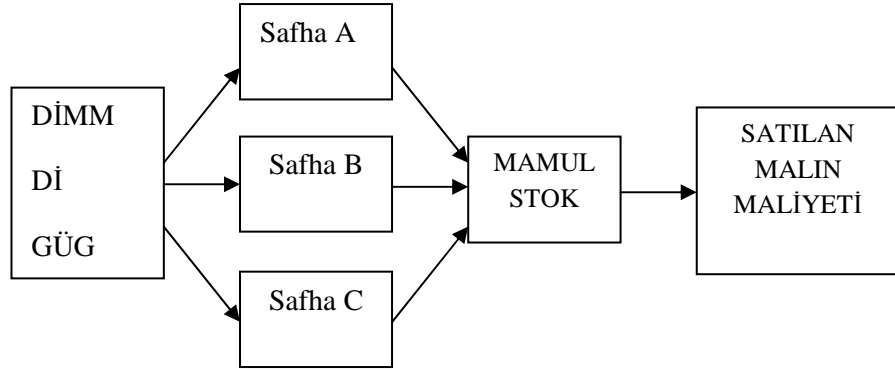 DİMM
Dİ
GÜG
Safha A
Safha B
Safha C
MAMUL
STOK
SATILAN
MALIN
MALİYETİ